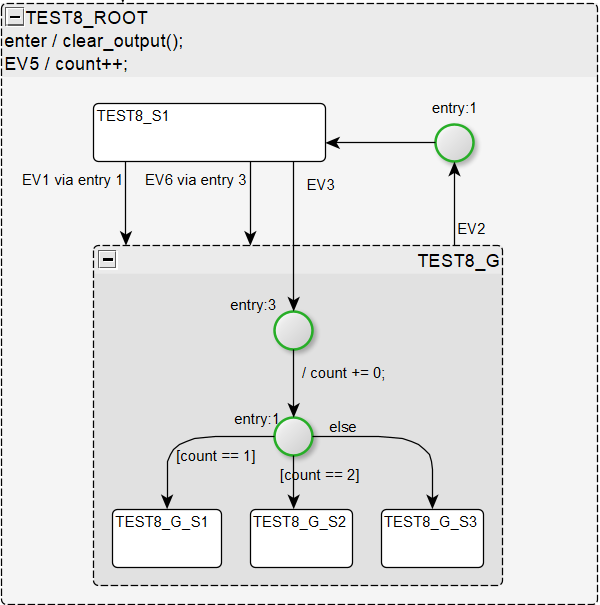 TEST8_ROOT
enter / clear_output();
EV5 / count++;
entry:1
TEST8_S1
EV1 via entry 1
EV6 via entry 3
EV3
EV2
TEST8_G
entry:3
/ count += 0;
entry:1
else
[count == 1]
[count == 2]
TEST8_G_S1
TEST8_G_S2
TEST8_G_S3